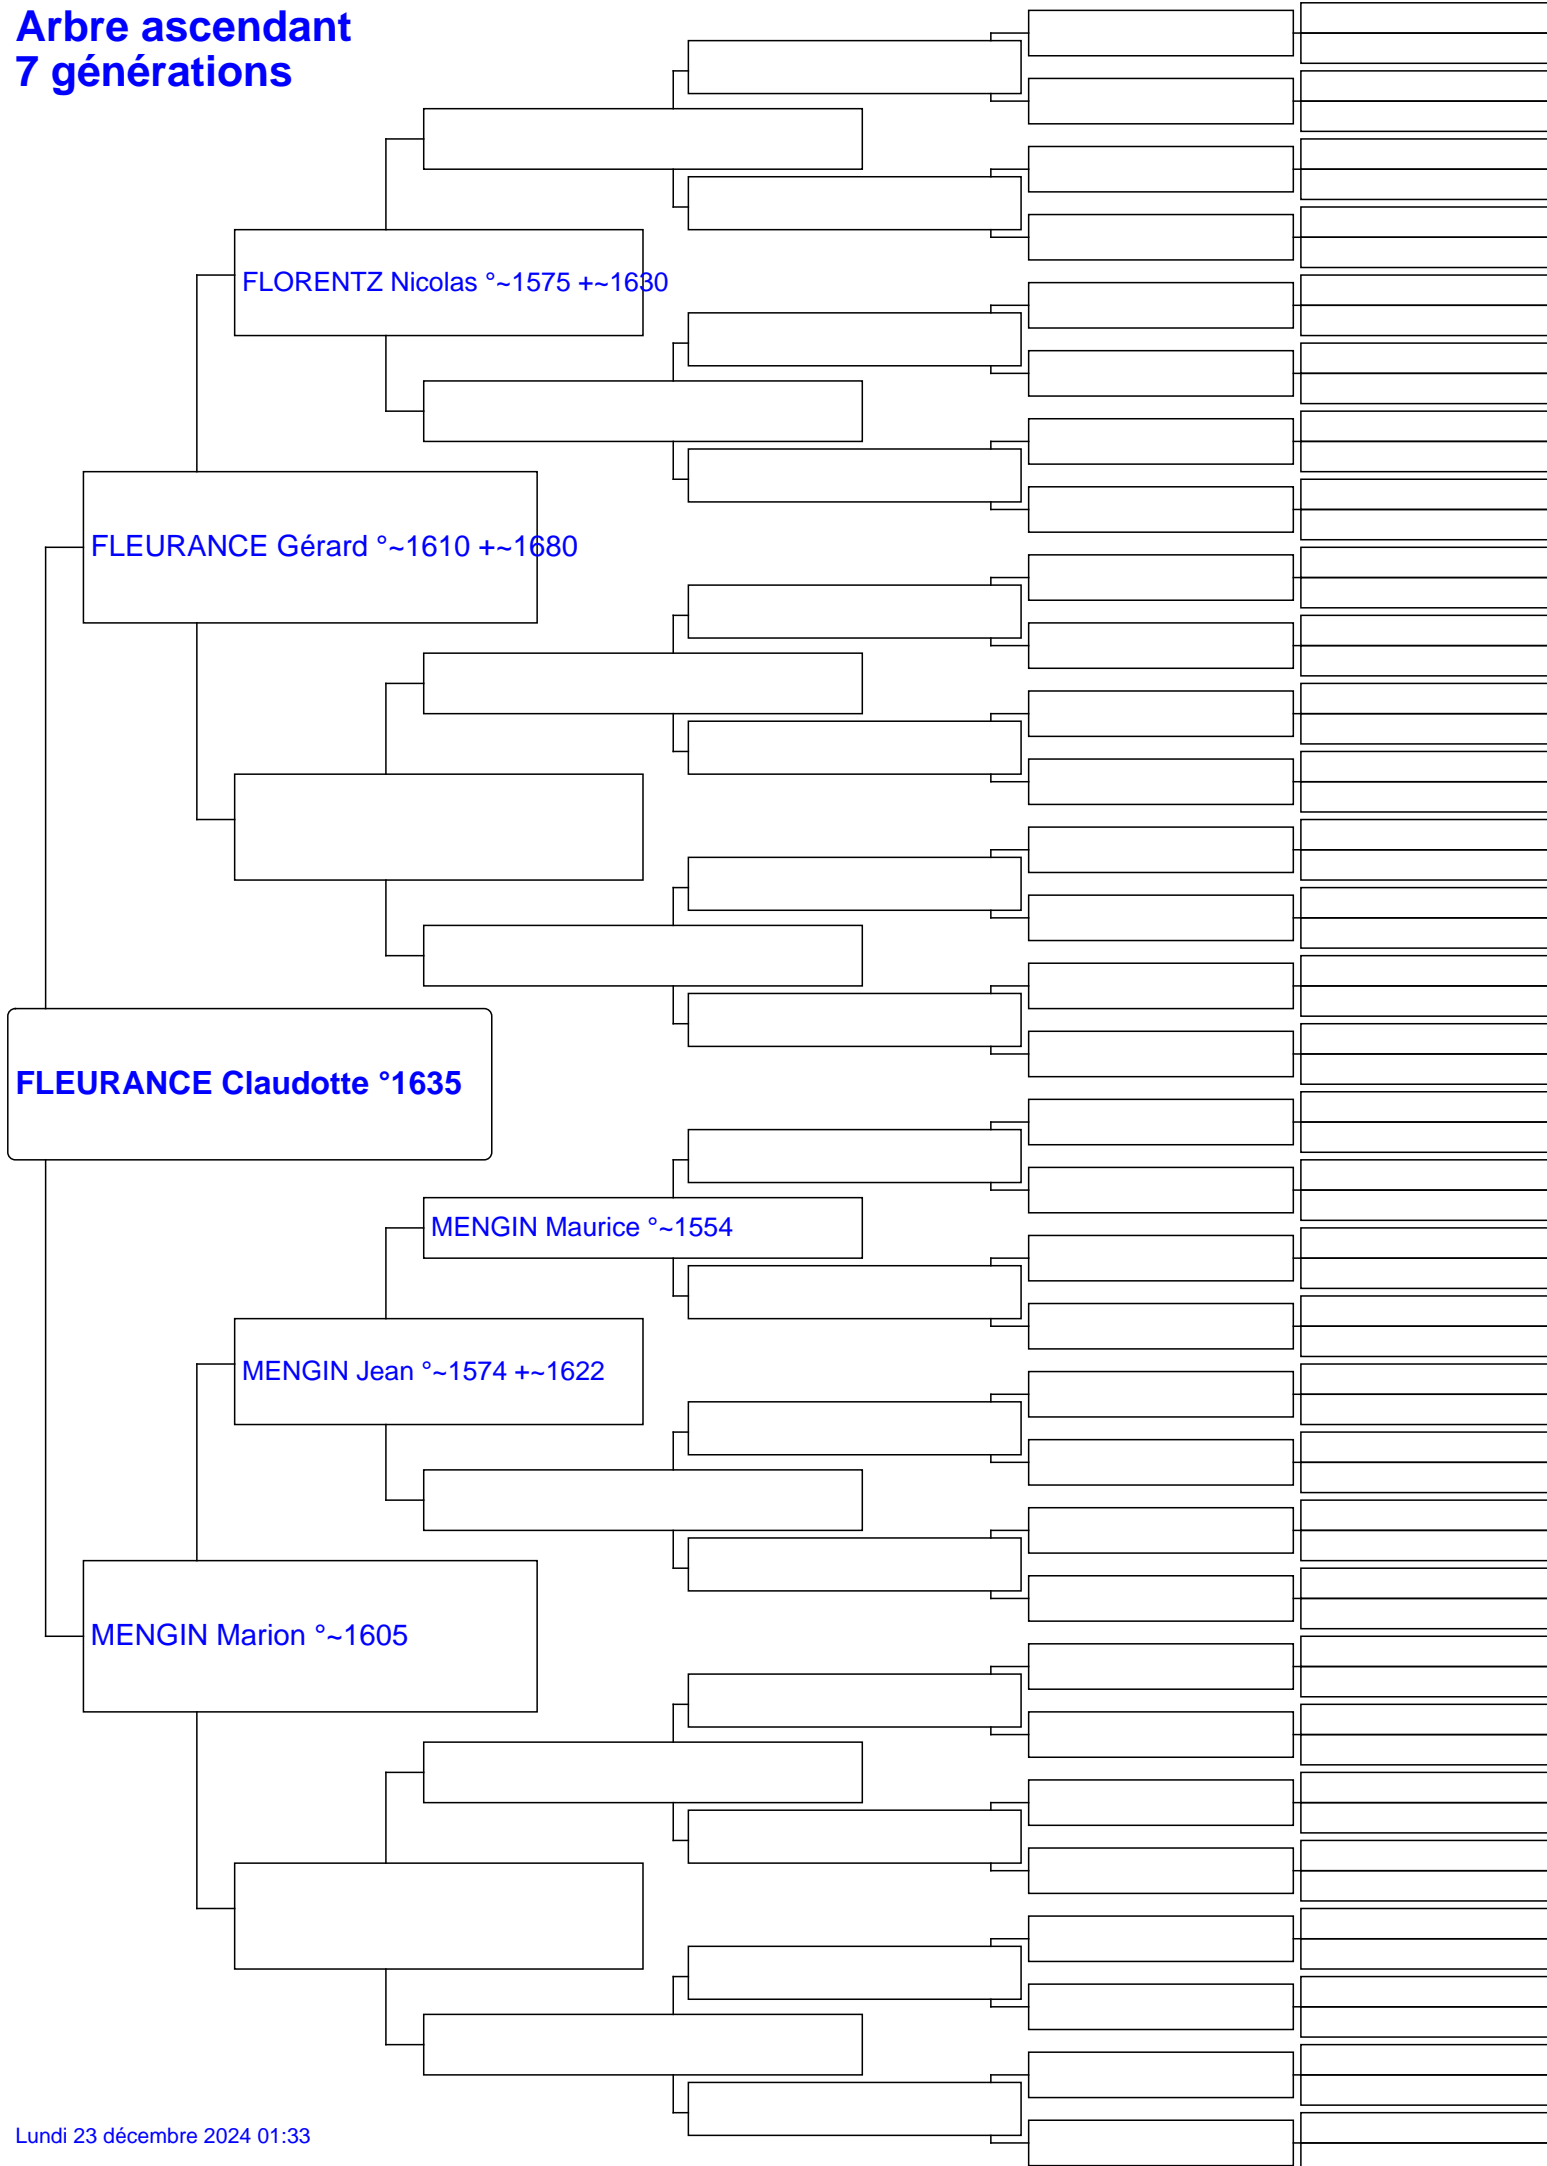 Arbre ascendant
7 générations
FLORENTZ Nicolas °~1575 +~1630
FLEURANCE Gérard °~1610 +~1680
FLEURANCE Claudotte °1635
MENGIN Maurice °~1554
MENGIN Jean °~1574 +~1622
MENGIN Marion °~1605
Lundi 23 décembre 2024 01:33